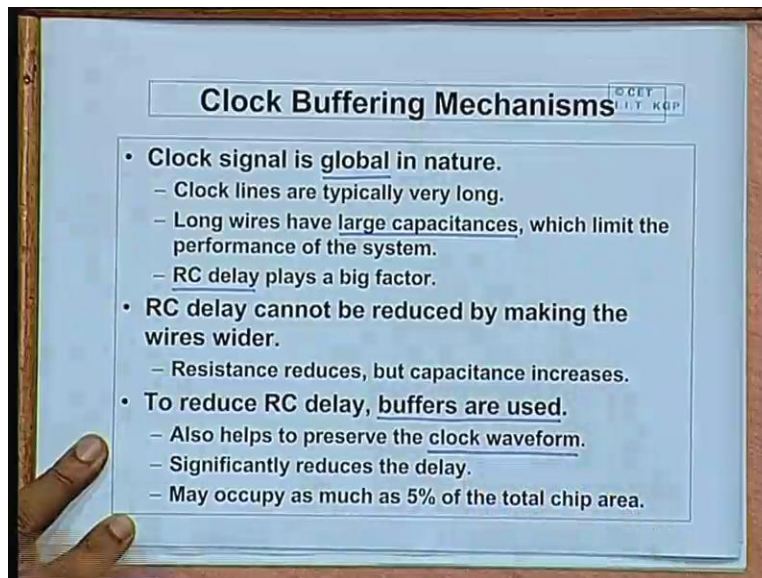 Clock Buffering Mechanisms
© CET
I.I.T KGP
• Clock signal is global in nature.
– Clock lines are typically very long.
– Long wires have large capacitances, which limit the
performance of the system.
– RC delay plays a big factor.
• RC delay cannot be reduced by making the
wires wider.
– Resistance reduces, but capacitance increases.
• To reduce RC delay, buffers are used.
– Also helps to preserve the clock waveform.
– Significantly reduces the delay.
– May occupy as much as 5% of the total chip area.